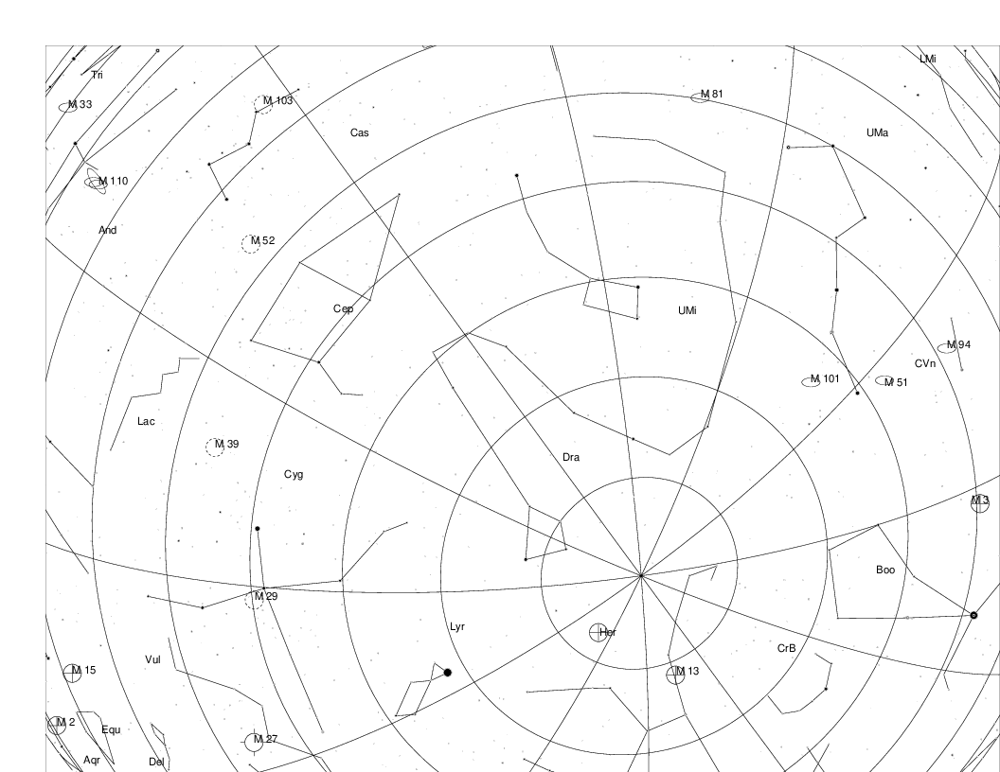 LMi
Tri
M 81
M 103
M 33
Cas
UMa
M 110
And
M 52
Cep
UMi
M 94
CVn
M 101
M 51
Lac
M 39
Dra
Cyg
M 3
Boo
M 29
Lyr
Her
CrB
Vul
M 15
M 13
M 2
Equ
M 27
Aqr
Del